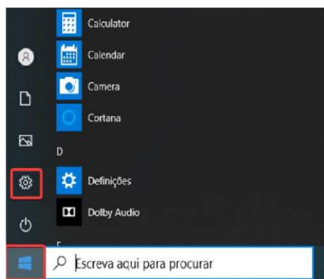 Calculator
Calendar
Camera
Cortana
D
Definições
Dolby Audio
Escreva aqui para procurar